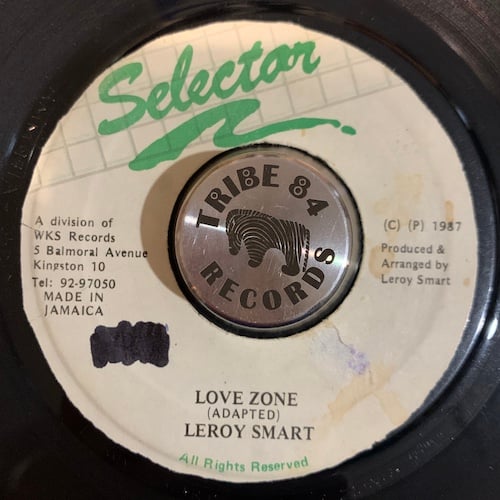 Selector
TRIBE 84
RECORDS
A division of
WKS Records
5 Balmoral Avenue
Kingston 10
Tel: 92-97050
MADE IN
JAMAICA
(C) (P) 1987
Produced &
Arranged by
Leroy Smart
LOVE ZONE
(ADAPTED)
LEROY SMART
All Rights Reserved